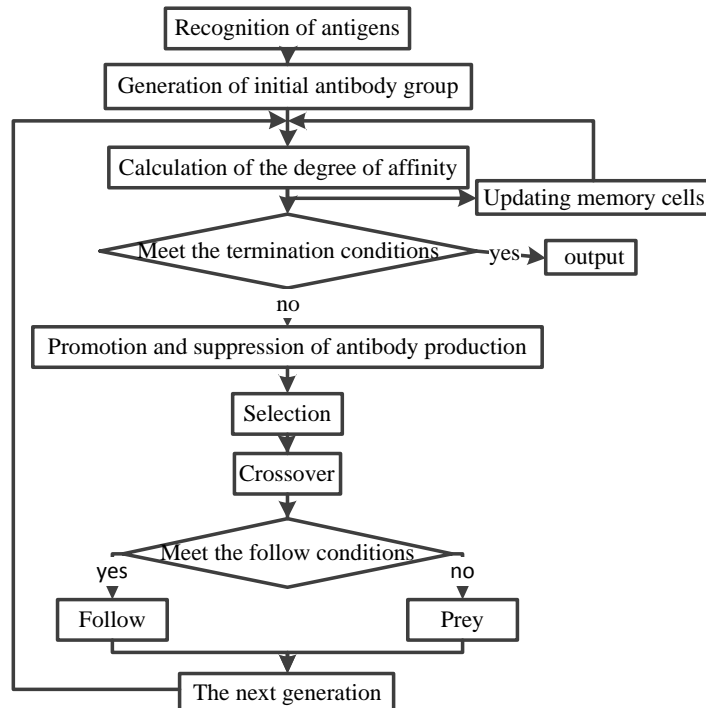 Recognition of antigens
Generation of initial antibody group
Calculation of the degree of affinity
Updating memory cells
Meet the termination conditions
yes
output
no
Promotion and suppression of antibody production
Selection
Crossover
Meet the follow conditions
yes
no
Follow
Prey
The next generation